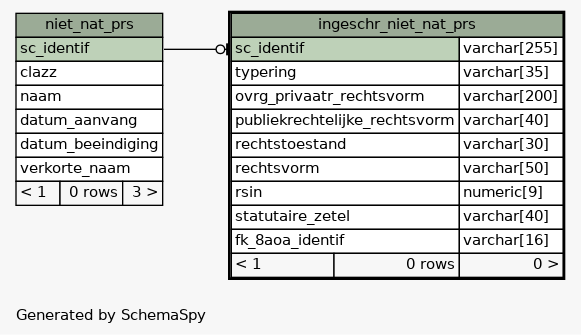 niet_nat_prs
sc_identif
clazz
naam
datum_aanvang
datum_beeindiging
verkorte_naam
< 1 0 rows 3 >
ingeschr_niet_nat_prs
sc_identif varchar[255]
typering varchar[35]
ovrg_privaatr_rechtsvorm varchar[200]
publiekrechtelijke_rechtsvorm varchar[40]
rechtstoestand varchar[30]
rechtsvorm varchar[50]
rsin numeric[9]
statutaire_zetel varchar[40]
fk_8aoa_identif varchar[16]
< 1 0 rows 0 >
Generated by SchemaSpy